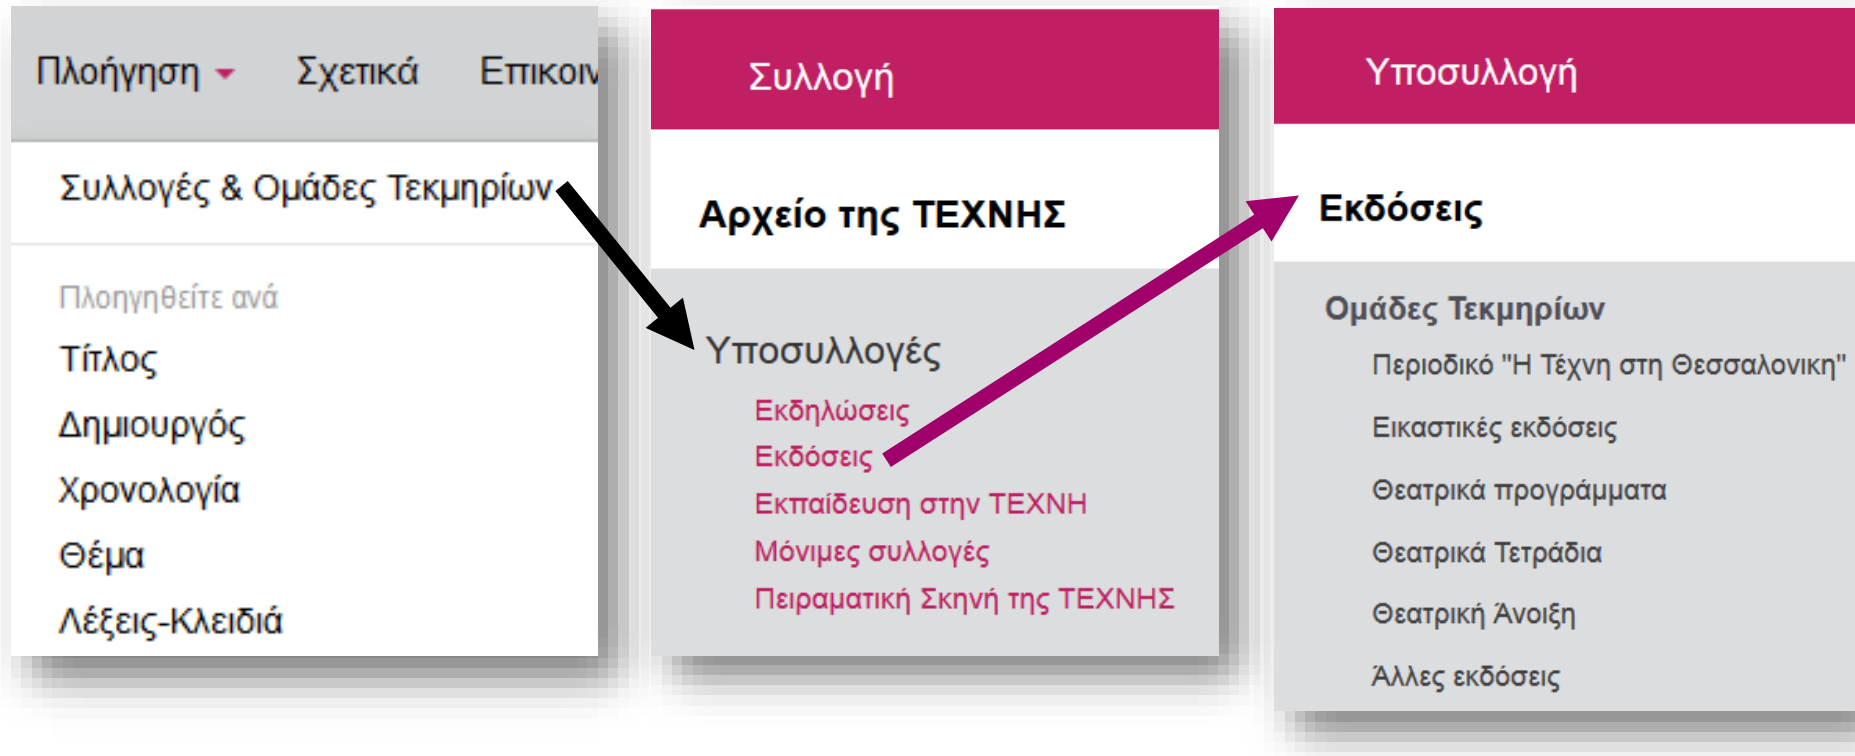 Πλοήγηση
Σχετικά
Επικοιν
Συλλογές & Ομάδες Τεκμηρίων
Πλοηγηθείτε ανά
Τίτλος
Δημιουργός
Χρονολογία
Θέμα
Λέξεις-Κλειδιά
Συλλογή
Αρχείο της ΤΕΧΝΗΣ
Υποσυλλογές
Εκδηλώσεις
Εκδόσεις
Εκπαίδευση στην ΤΕΧΝΗ
Μόνιμες συλλογές
Πειραματική Σκηνή της ΤΕΧΝΗΣ
Υποσυλλογή
Εκδόσεις
Ομάδες Τεκμηρίων
Περιοδικό "Η Τέχνη στη Θεσσαλονικη"
Εικαστικές εκδόσεις
Θεατρικά προγράμματα
Θεατρικά Τετράδια
Θεατρική Άνοιξη
Άλλες εκδόσεις